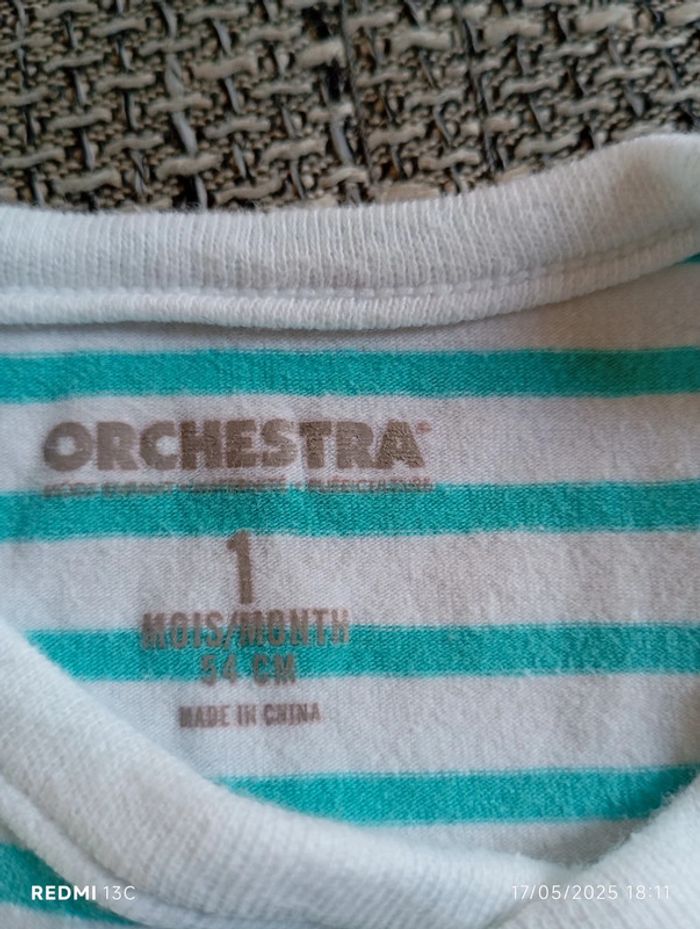 ORCHESTRA
1
MOIS/MONTH
54 CM
MADE IN CHINA
REDMI 13C
17/05/2025 18:11